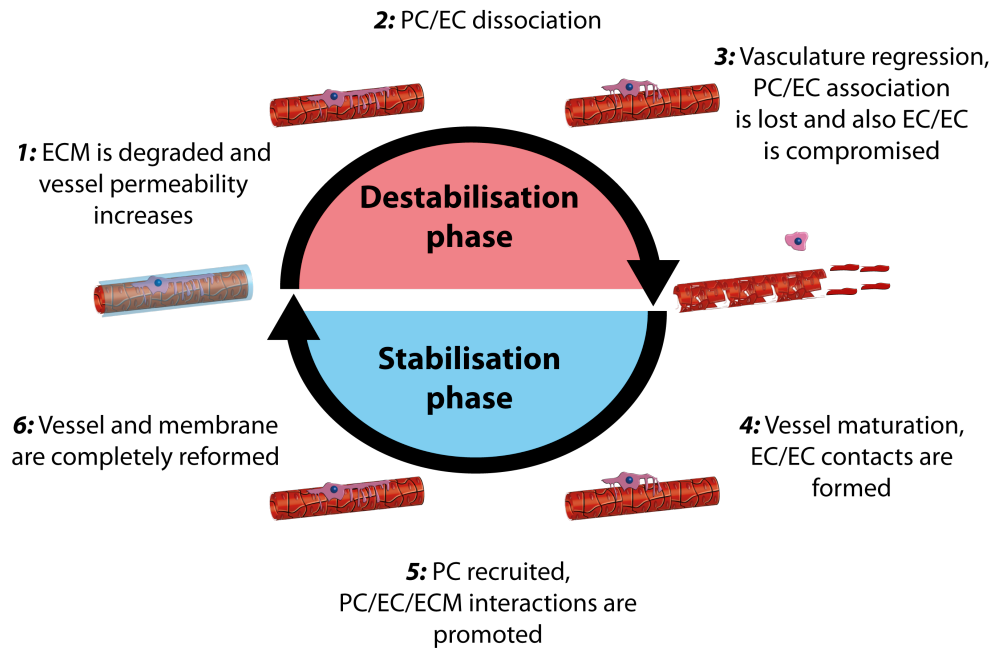 2: PC/EC dissociation
3: Vasculature regression,
PC/EC association
is lost and also EC/EC
is compromised
1: ECM is degraded and
vessel permeability
increases
Destabilisation
phase
Stabilisation
phase
6: Vessel and membrane
are completely reformed
4: Vessel maturation,
EC/EC contacts are
formed
5: PC recruited,
PC/EC/ECM interactions are
promoted